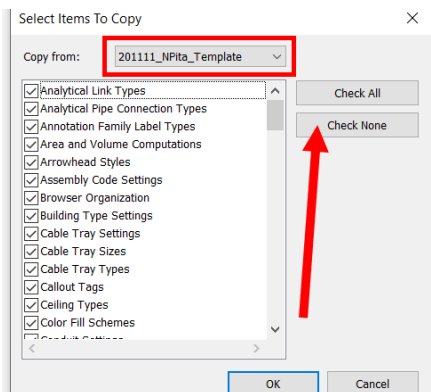 Select Items To Copy
Copy from: 201111_NPita_Template
Analytical Link Types
Check All
Analytical Pipe Connection Types
Annotation Family Label Types
Check None
Area and Volume Computations
Arrowhead Styles
Assembly Code Settings
Browser Organization
Building Type Settings
Cable Tray Settings
Cable Tray Sizes
Cable Tray Types
Callout Tags
Ceiling Types
Color Fill Schemes
Conduit Settings
OK Cancel